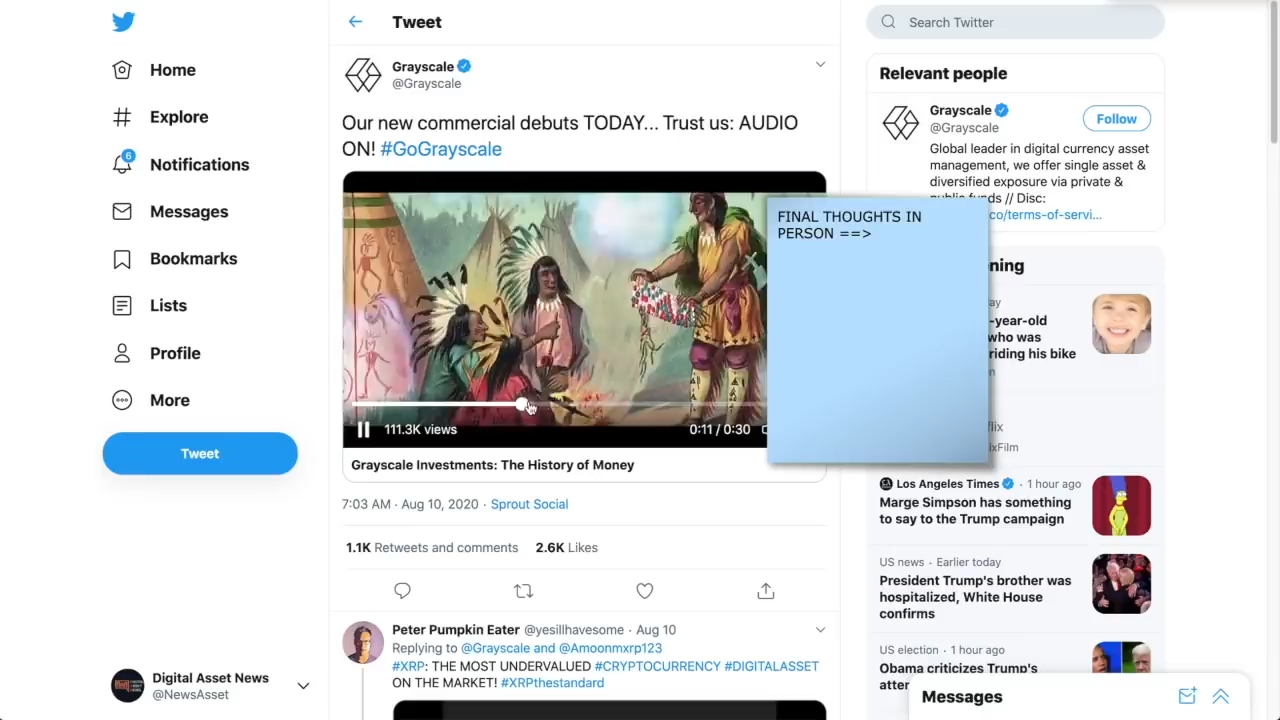 Home
Explore
6
Notifications
Messages
Bookmarks
Lists
Profile
More
Tweet
Digital Asset News
@NewsAsset
Tweet
Grayscale
@Grayscale
Our new commercial debuts TODAY... Trust us: AUDIO
ON! #GoGrayscale
111.3K views
0:11 / 0:30
Grayscale Investments: The History of Money
7:03 AM · Aug 10, 2020 · Sprout Social
1.1K Retweets and comments 2.6K Likes
Peter Pumpkin Eater @yesillhavesome · Aug 10
Replying to @Grayscale and @Amoonmxrp123
#XRP: THE MOST UNDERVALUED #CRYPTOCURRENCY #DIGITALASSET
ON THE MARKET! #XRPthestandard
FINAL THOUGHTS IN
PERSON ==>
Search Twitter
Relevant people
Grayscale
@Grayscale
Follow
Global leader in digital currency asset
management, we offer single asset &
diversified exposure via private &
public funds // Disc:
co/terms-of-servi...
ning
ay
-year-old
who was
riding his bike
n
flix
ixFilm
Los Angeles Times · 1 hour ago
Marge Simpson has something
to say to the Trump campaign
US news · Earlier today
President Trump's brother was
hospitalized, White House
confirms
US election · 1 hour ago
Obama criticizes Trump's
Messages